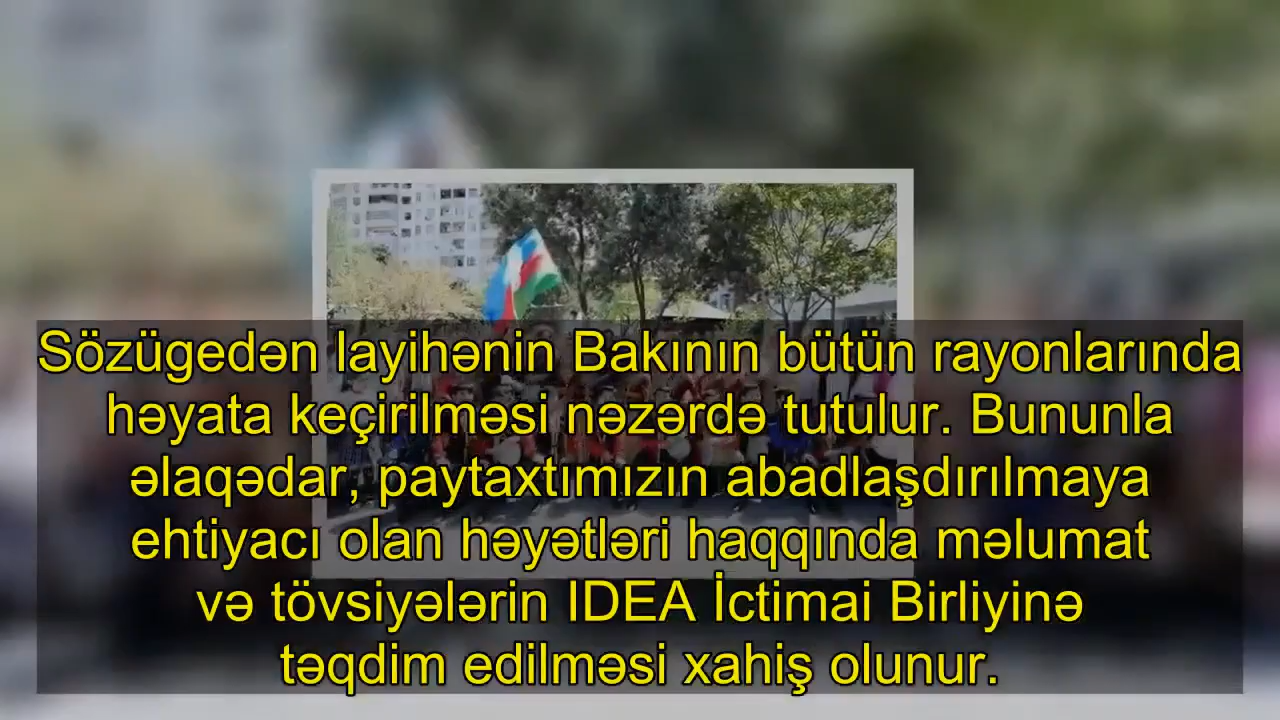 Sözügedən layihənin Bakının bütün rayonlarında
həyata keçirilməsi nəzərdə tutulur. Bununla
əlaqədar, paytaxtımızın abadlaşdırılmaya
ehtiyacı olan həyətləri haqqında məlumat
və tövsiyələrin IDEA İctimai Birliyinə
təqdim edilməsi xahiş olunur.